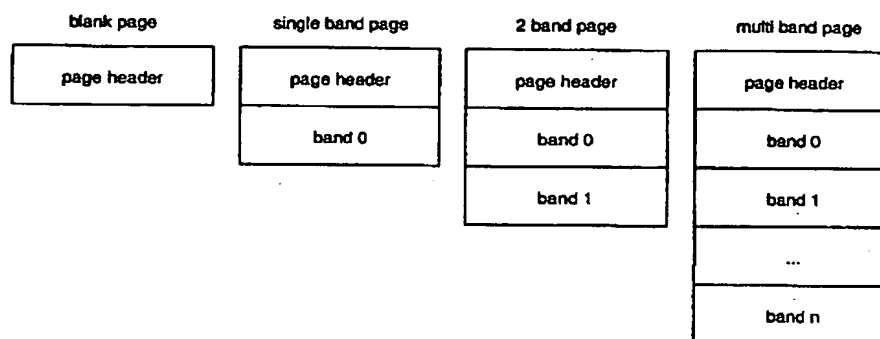 blank page
page header
single band page
page header
band 0
2 band page
page header
band 0
band 1
multi band page
page header
band 0
band 1
...
band n